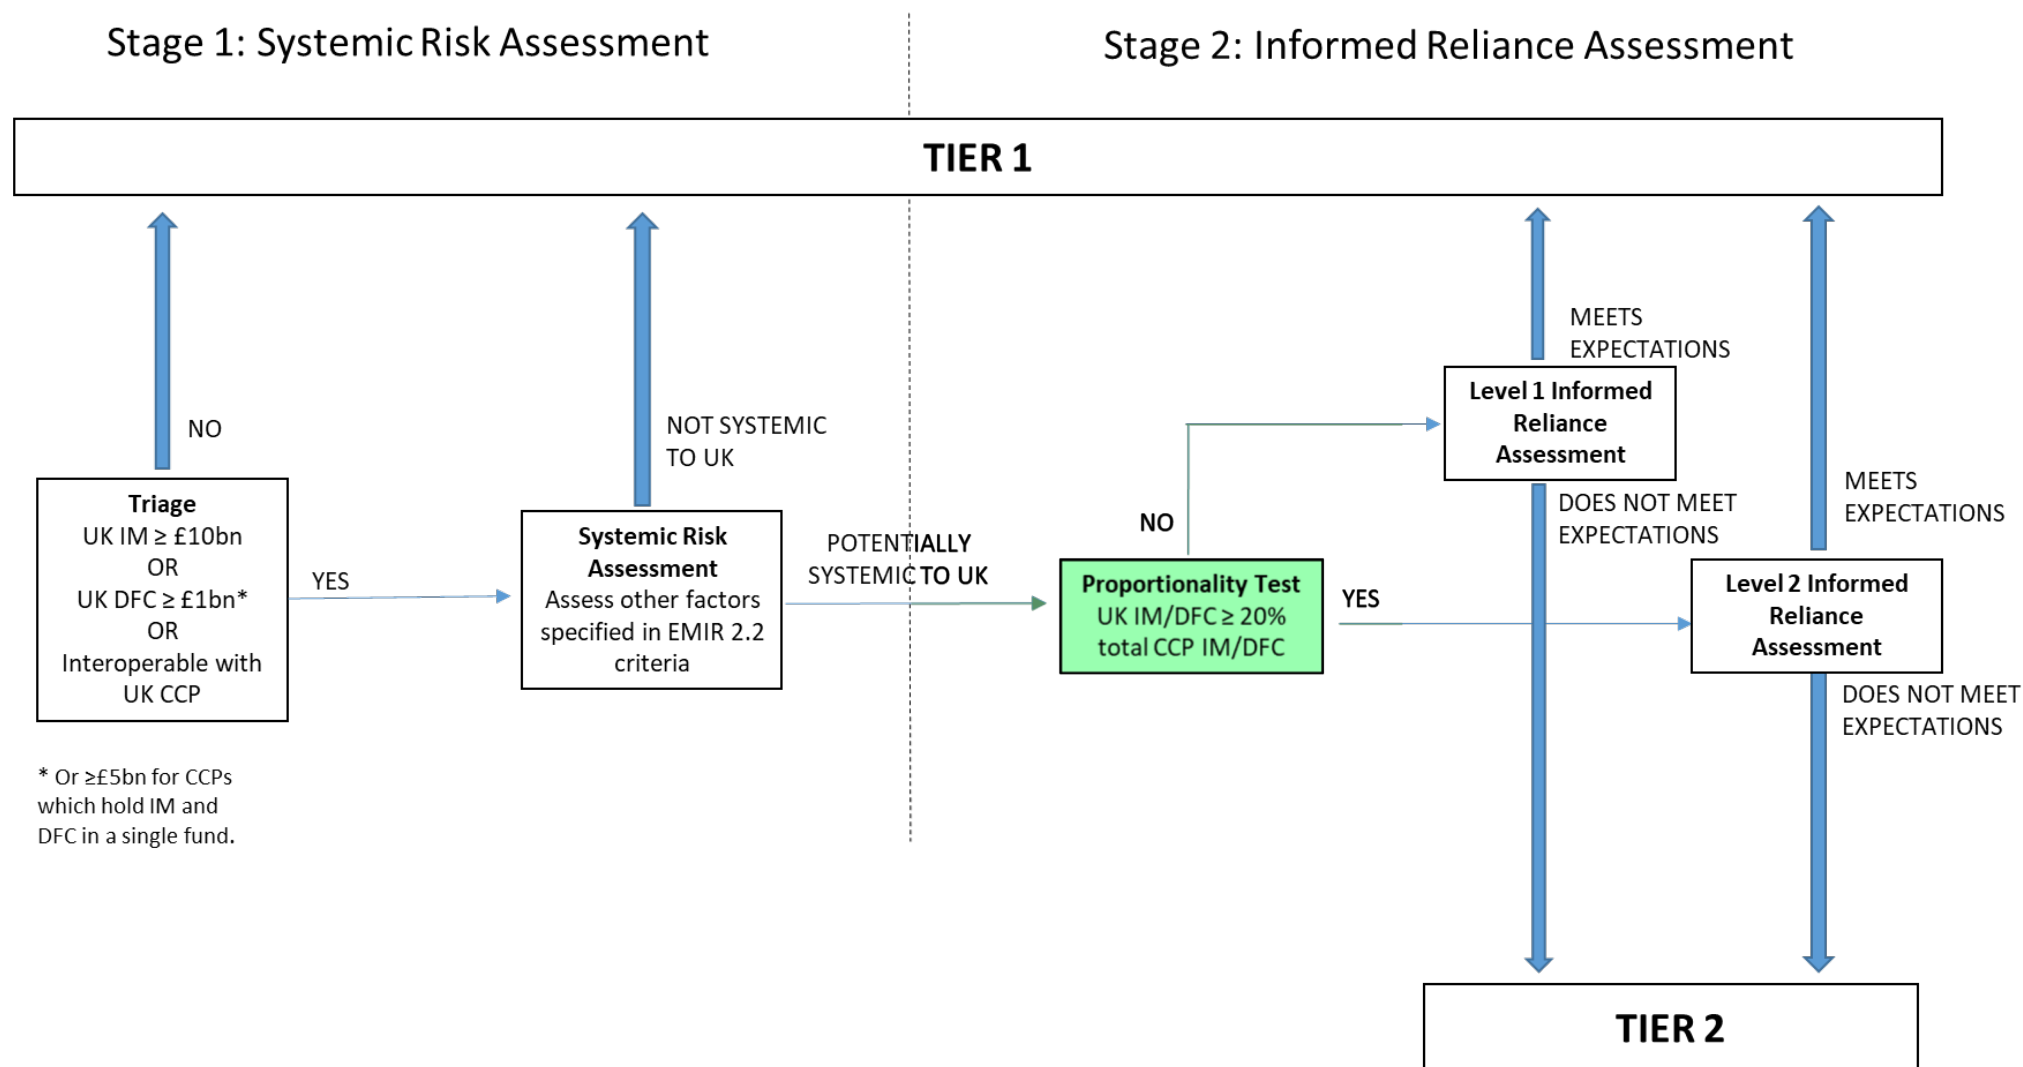 Stage 1: Systemic Risk Assessment
Stage 2: Informed Reliance Assessment
TIER 1
NO
Triage
UK IM ≥ £10bn
OR
UK DFC ≥ £1bn*
OR
Interoperable with
UK CCP
* Or ≥£5bn for CCPs
which hold IM and
DFC in a single fund.
YES
NOT SYSTEMIC
TO UK
Systemic Risk
Assessment
Assess other factors
specified in EMIR 2.2
criteria
POTENTIALLY
SYSTEMIC TO UK
Proportionality Test
UK IM/DFC ≥ 20%
total CCP IM/DFC
NO
YES
MEETS
EXPECTATIONS
Level 1 Informed
Reliance
Assessment
DOES NOT MEET
EXPECTATIONS
MEETS
EXPECTATIONS
Level 2 Informed
Reliance
Assessment
DOES NOT MEET
EXPECTATIONS
TIER 2